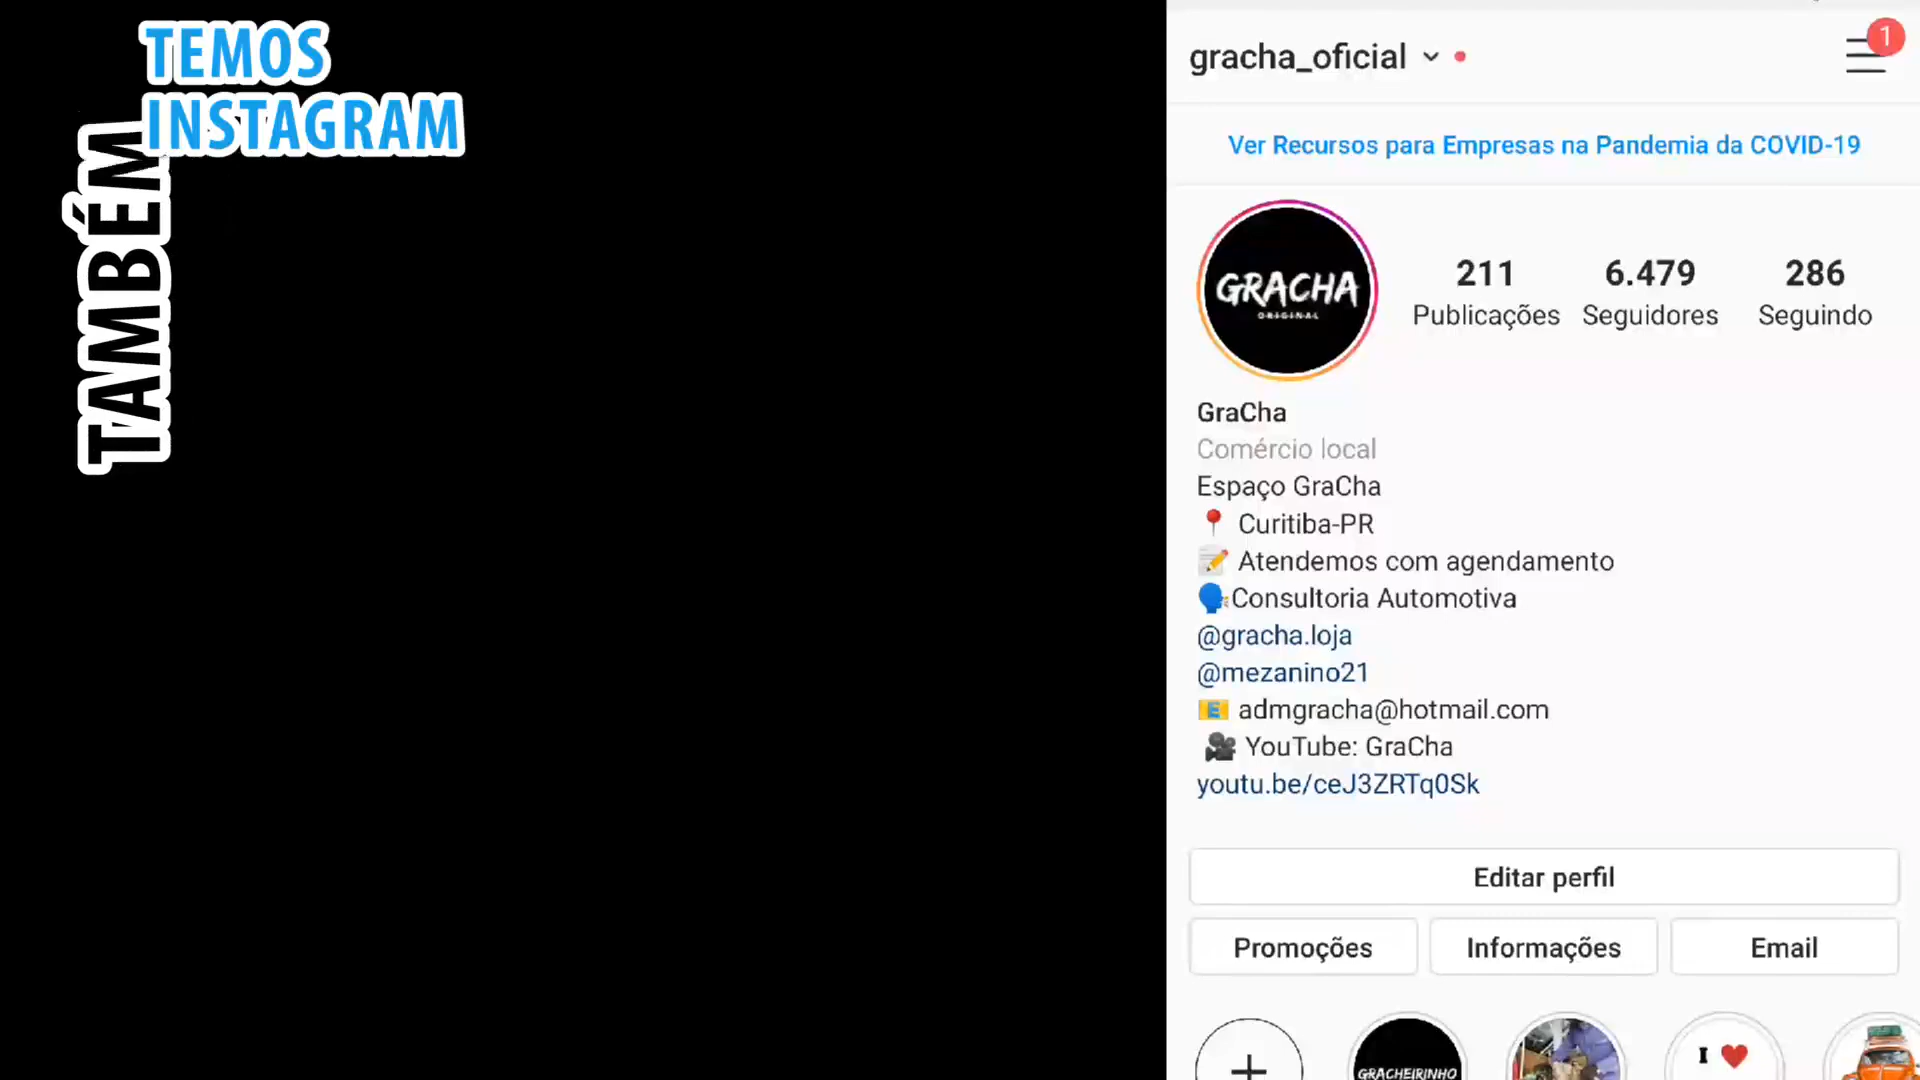 TEMOS
INSTAGRAM
TAMBÉM
gracha_oficial
1
Ver Recursos para Empresas na Pandemia da COVID-19
GRACHA
ORIGINAL
211
Publicações
6.479
Seguidores
286
Seguindo
GraCha
Comércio local
Espaço GraCha
📍 Curitiba-PR
📝 Atendemos com agendamento
🗣Consultoria Automotiva
@gracha.loja
@mezanino21
📧 admgracha@hotmail.com
🎥 YouTube: GraCha
youtu.be/ceJ3ZRTq0Sk
Editar perfil
Promoções
Informações
Email
GRACHEIRINHO
I ❤